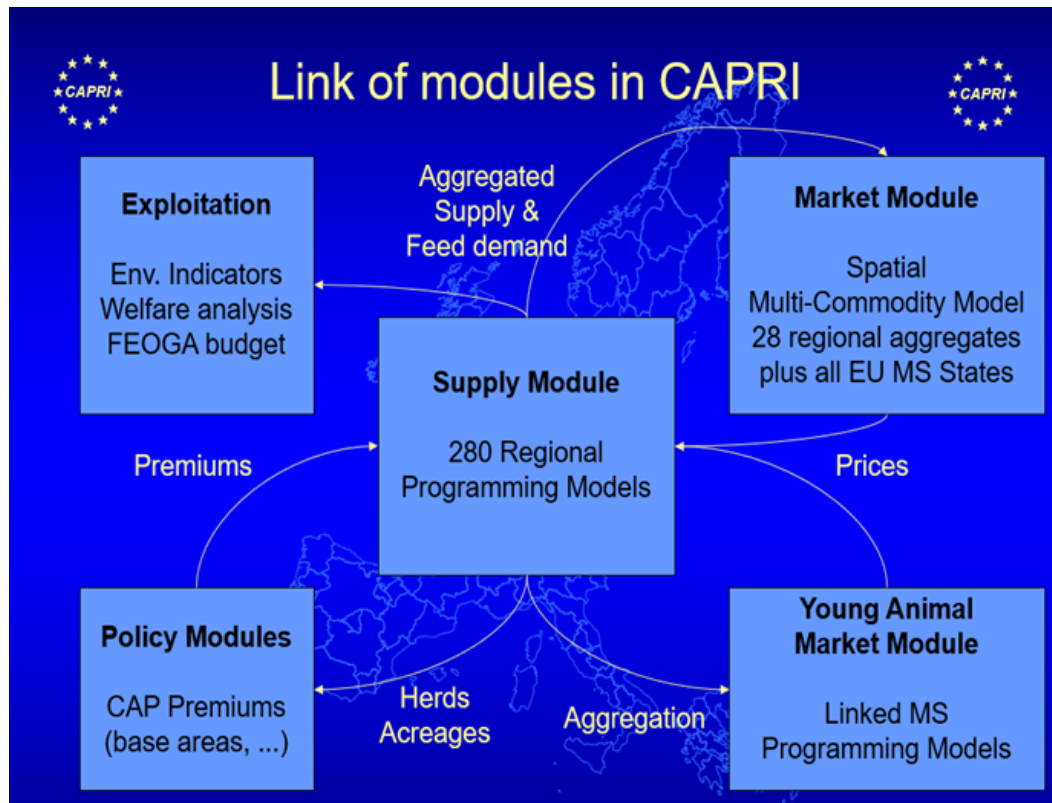 CAPRI
Link of modules in CAPRI
CAPRI
Exploitation
Env. Indicators
Welfare analysis
FEOGA budget
Aggregated
Supply &
Feed demand
Market Module
Spatial
Multi-Commodity Model
28 regional aggregates
plus all EU MS States
Supply Module
280 Regional
Programming Models
Premiums
Prices
Policy Modules
CAP Premiums
(base areas, ...)
Herds
Acreages
Aggregation
Young Animal
Market Module
Linked MS
Programming Models